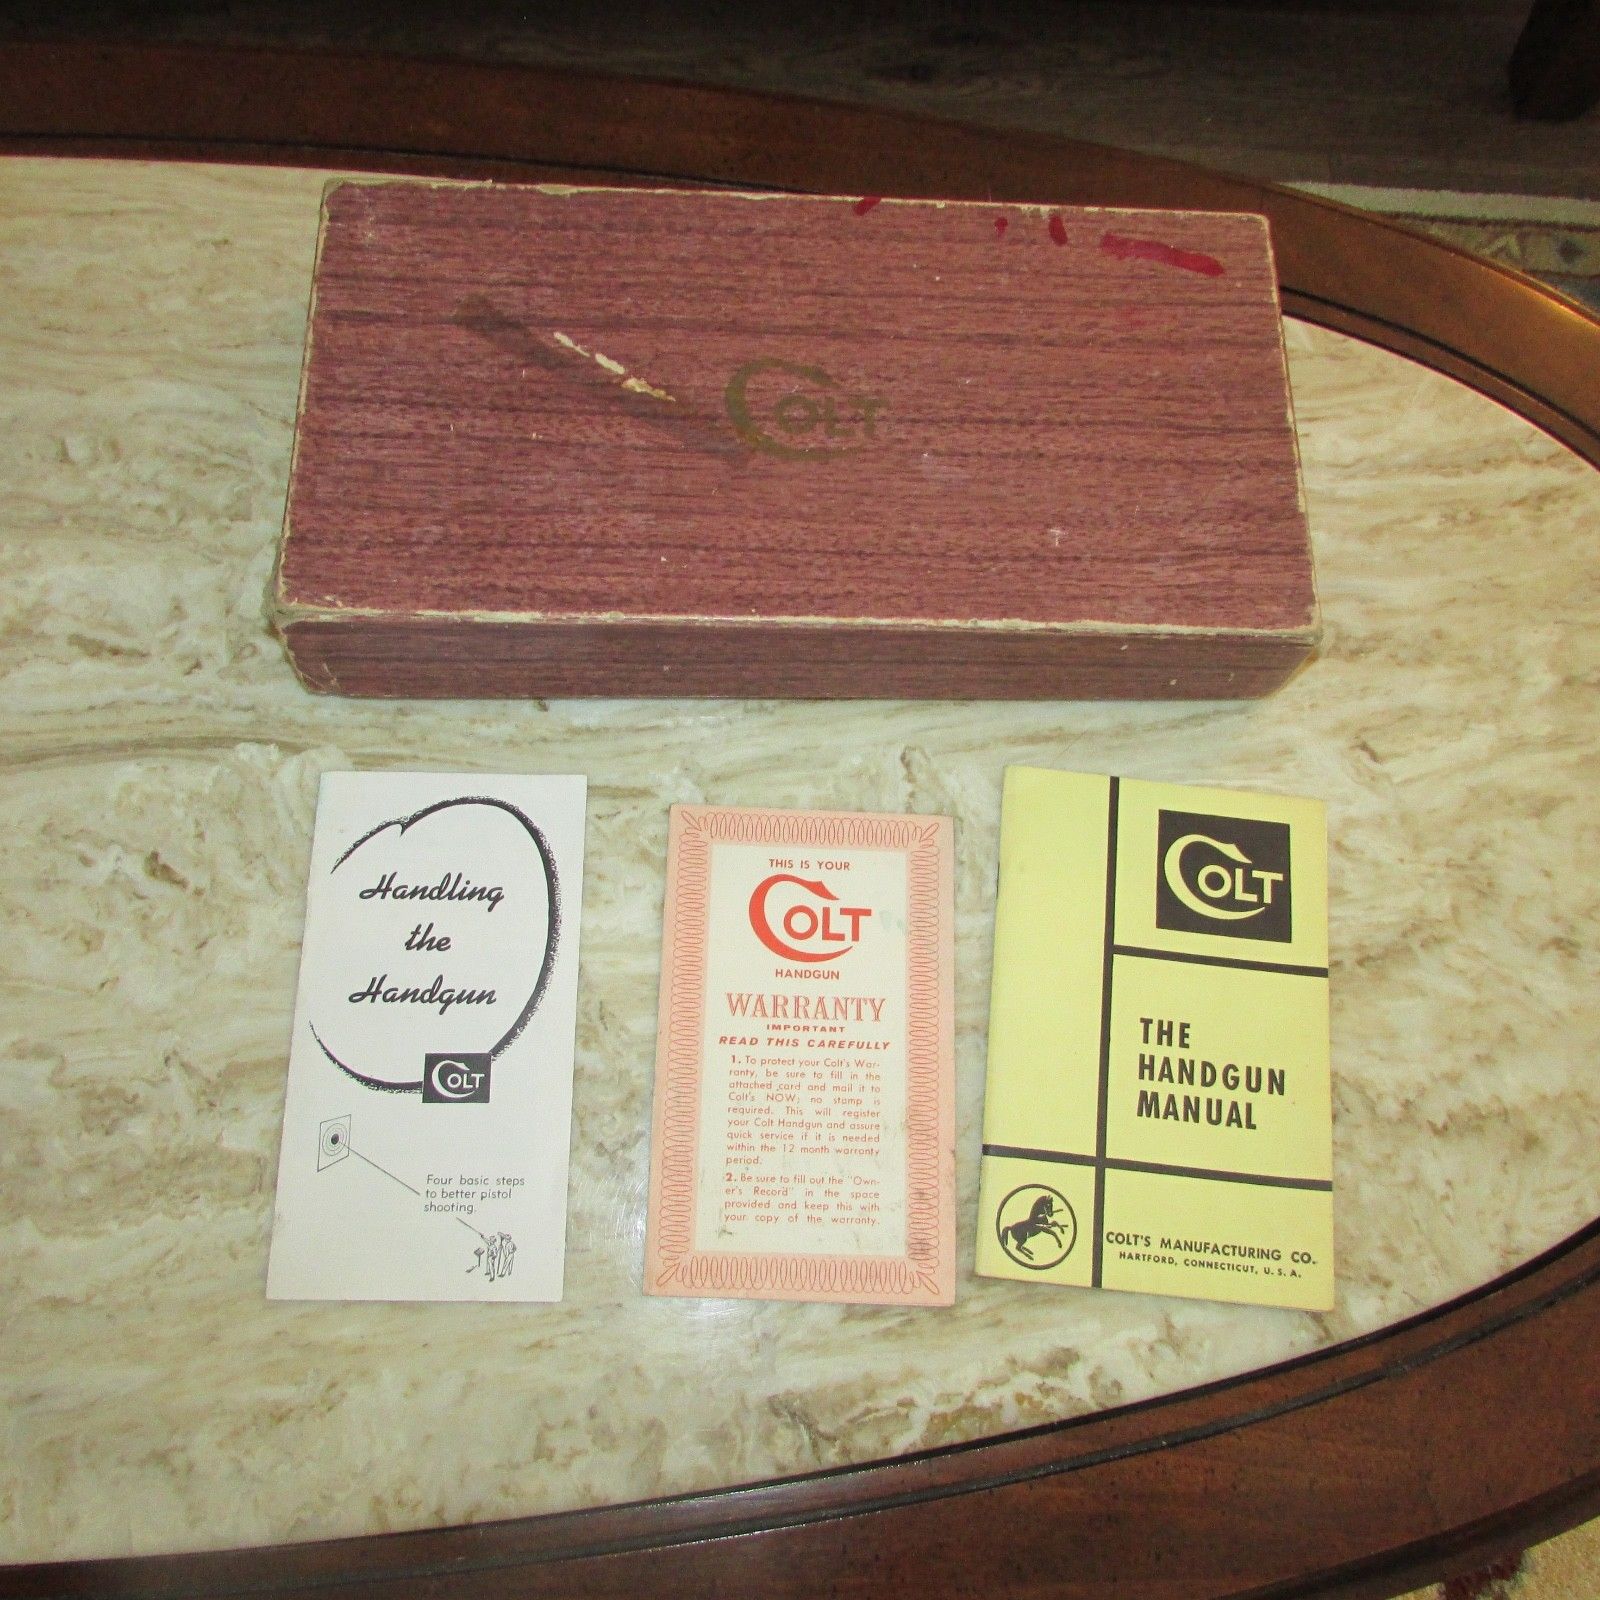 COLT
Handling
the
Handgun
COLT
Four basic steps
to better pistol
shooting.
THIS IS YOUR
COLT
HANDGUN
WARRANTY
IMPORTANT
READ THIS CAREFULLY
1. To protect your Colt's War-
ranty, be sure to fill in the
attached card and mail it to
Colt's NOW; no stamp is
required. This will register
your Colt Handgun and assure
quick service if it is needed
within the 12 month warranty
period.
2. Be sure to fill out the "Own-
er's Record" in the space
provided and keep this with
your copy of the warranty.
COLT
THE
HANDGUN
MANUAL
COLT'S MANUFACTURING CO.
HARTFORD, CONNECTICUT, U. S. A.